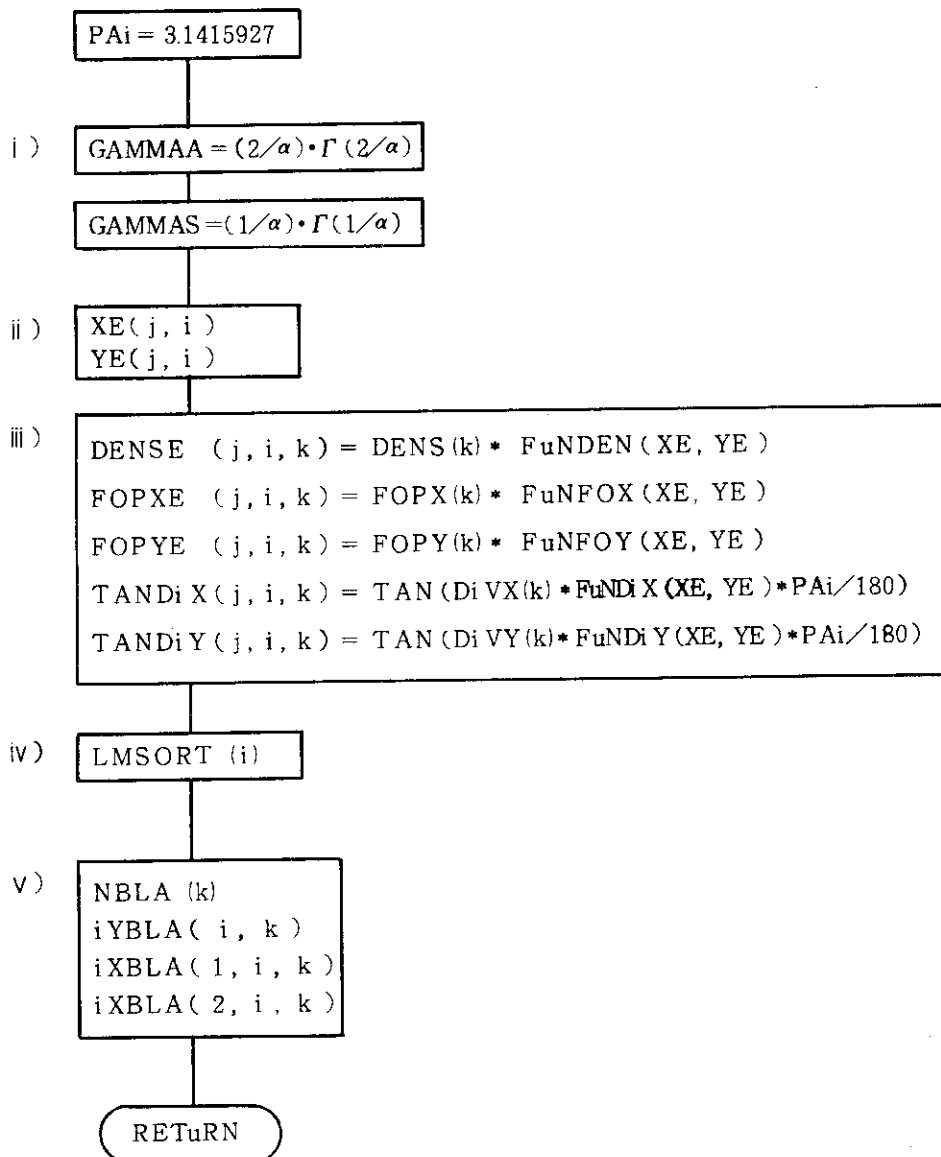 PAi = 3.1415927
i) GAMMAA = (2/α)・Γ(2/α)
GAMMAS = (1/α)・Γ(1/α)
ii) XE(j, i)
YE(j, i)
iii) DENSE (j, i, k) = DENS(k)* FuNDEN(XE, YE)
FOPXE (j, i, k) = FOPX(k)* FuNFOX(XE, YE)
FOPYE (j, i, k) = FOPY(k)* FuNFOY(XE, YE)
TANDiX(j, i, k) = TAN(DiVX(k)*FuNDiX(XE, YE)*PAi/180)
TANDiY(j, i, k) = TAN(DiVY(k)*FuNDiY(XE, YE)*PAi/180)
iv) LMSORT (i)
v) NBLA (k)
iYBLA( i, k )
iXBLA( 1, i, k )
iXBLA( 2, i, k )
RETuRN